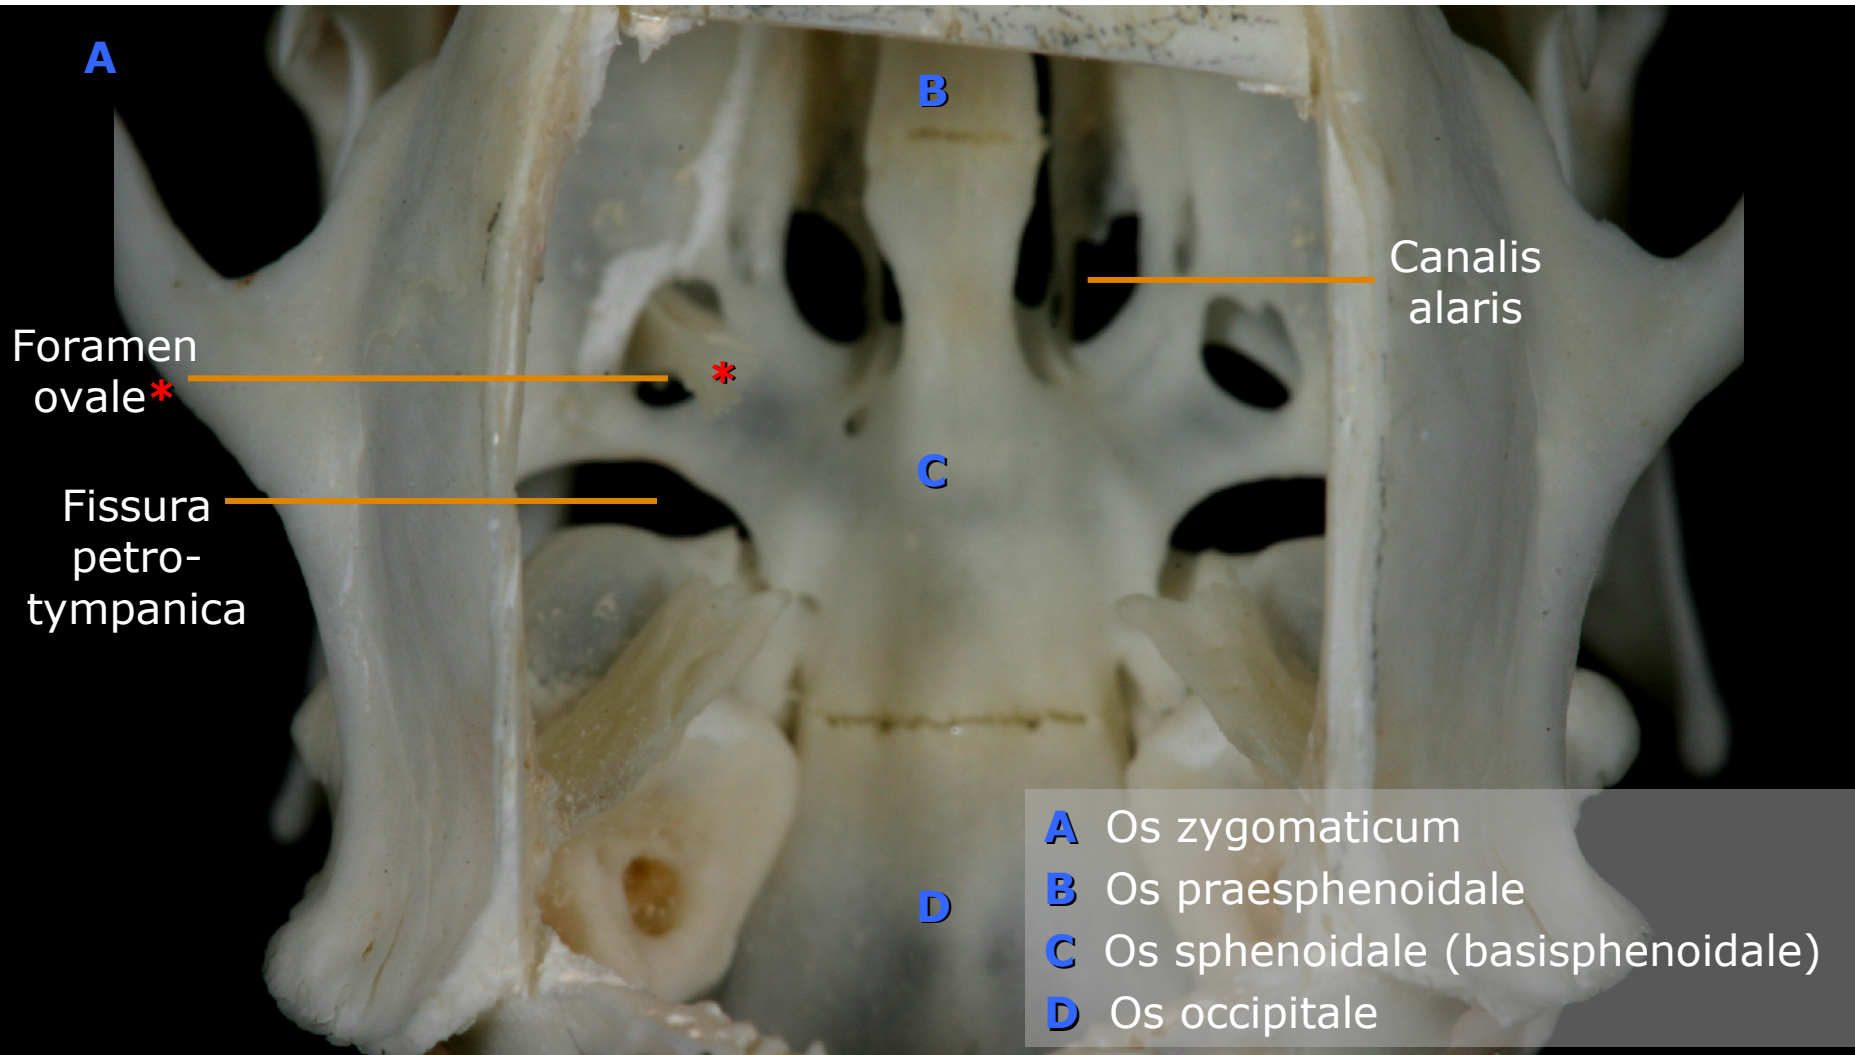 A
B
Canalis
alaris
Foramen
ovale*
*
C
Fissura
petro-
tympanica
D
A Os zygomaticum
B Os praesphenoidale
C Os sphenoidale (basisphenoidale)
D Os occipitale